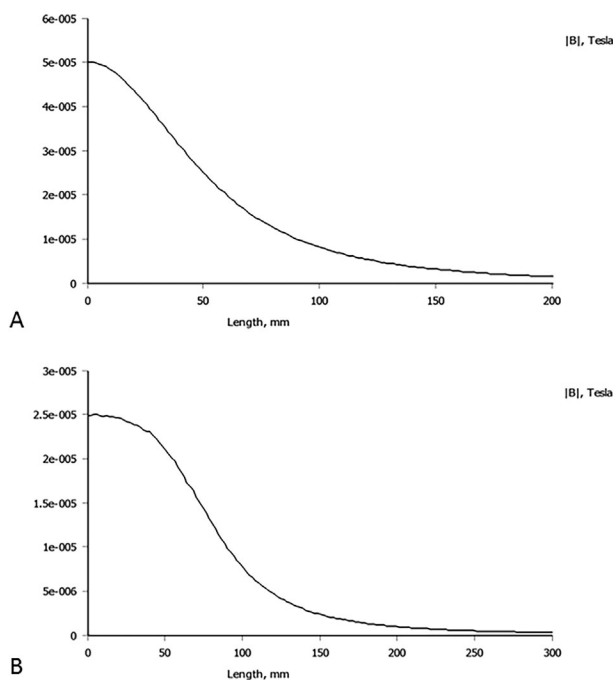 6e-005
|B|, Tesla
5e-005
4e-005
3e-005
2e-005
1e-005
0
0 50 100 150 200
A
Length, mm
3e-005
|B|, Tesla
2.5e-005
2e-005
1.5e-005
1e-005
5e-006
0
0 50 100 150 200 250 300
B
Length, mm